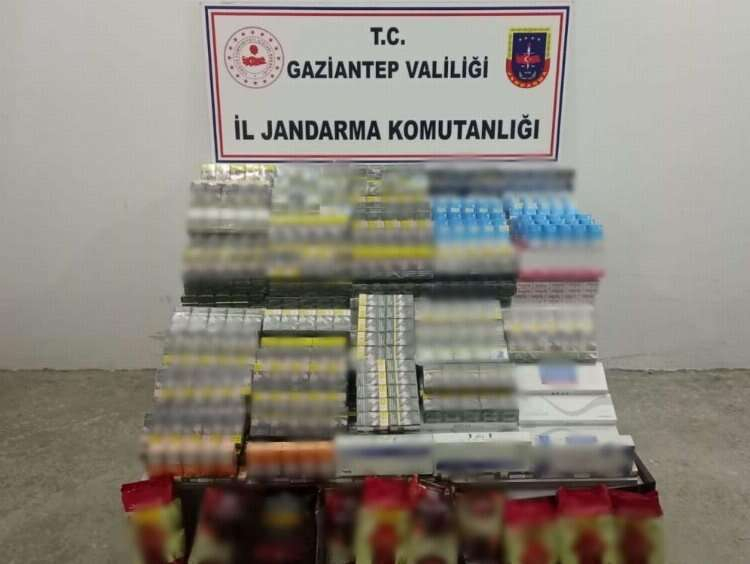 T.C.
GAZİANTEP VALİLİĞİ
İL JANDARMA KOMUTANLIĞI